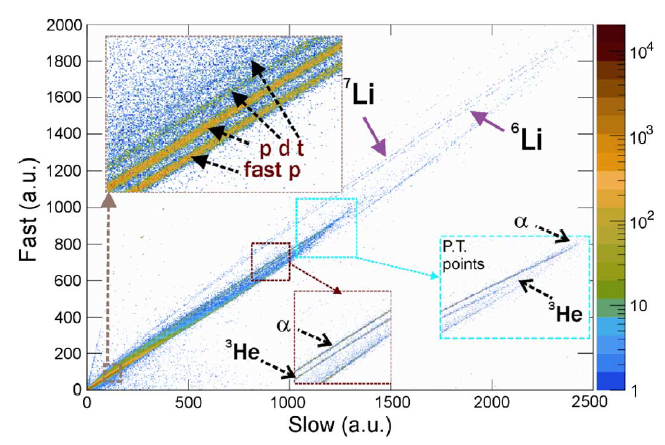 2000
1800
1600
1400
1200
1000
800
600
400
200
0
Fast (a.u.)
p d t
fast p
⁷Li
⁶Li
P.T.
points
α
³He
α
³He
0
500
1000
1500
2000
2500
Slow (a.u.)
10⁴
10³
10²
10
1